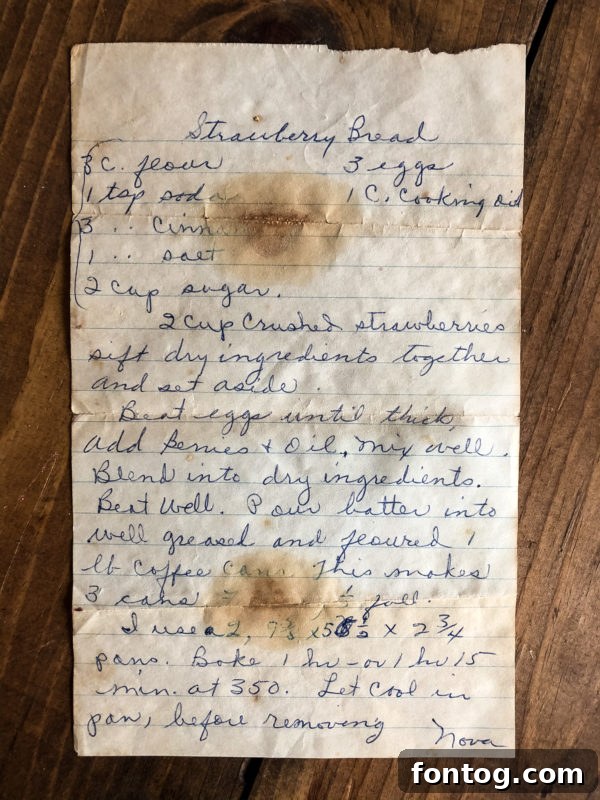 Strawberry Bread
3 c. flour 3 eggs
1 tsp soda 1 C. Cooking oil
3 ..
1 .. salt
2 cup sugar.
2 cup crushed strawberries
sift dry ingredients together
and set aside.
Beat eggs until thick,
add berries & oil, mix well.
Blend into dry ingredients.
Beat well. Pour batter into
well greased and floured 1
lb coffee cans. This makes
3 cans full.
I use 2, x 2 3/4
pans. Bake 1 hr - or 1 hr 15
min. at 350. Let cool in
pan, before removing
Nova
fontog.com